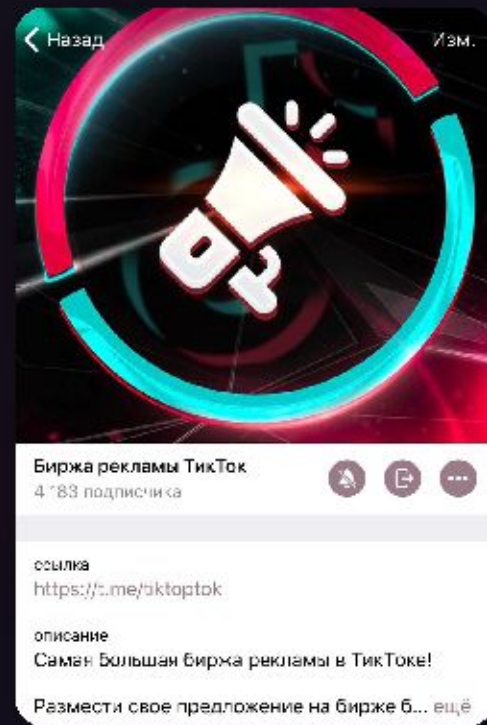 Назад
Изм.
Биржа рекламы ТикТок
4 183 подписчика
ссылка
https://t.me/tiktoptok
описание
Самая большая биржа рекламы в ТикТоке!
Размести свое предложение на бирже б... ещё